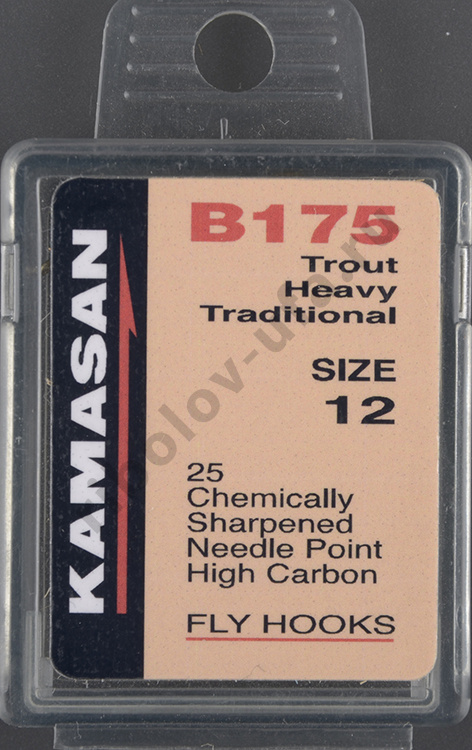 KAMASAN
B175
Trout
Heavy
Traditional
SIZE
12
25
Chemically
Sharpened
Needle Point
High Carbon
FLY HOOKS